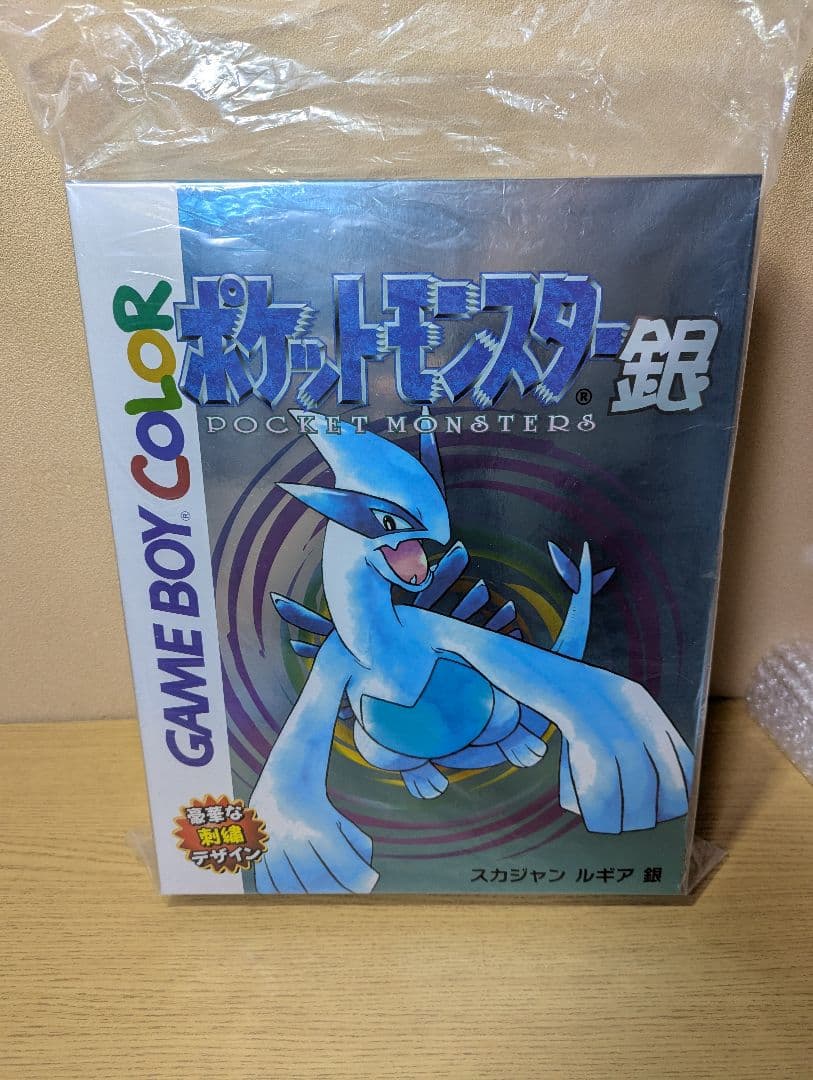 GAME BOY® COLOR
ポケットモンスター®銀
POCKET MONSTERS
豪華な
刺繍
デザイン
スカジャン ルギア 銀